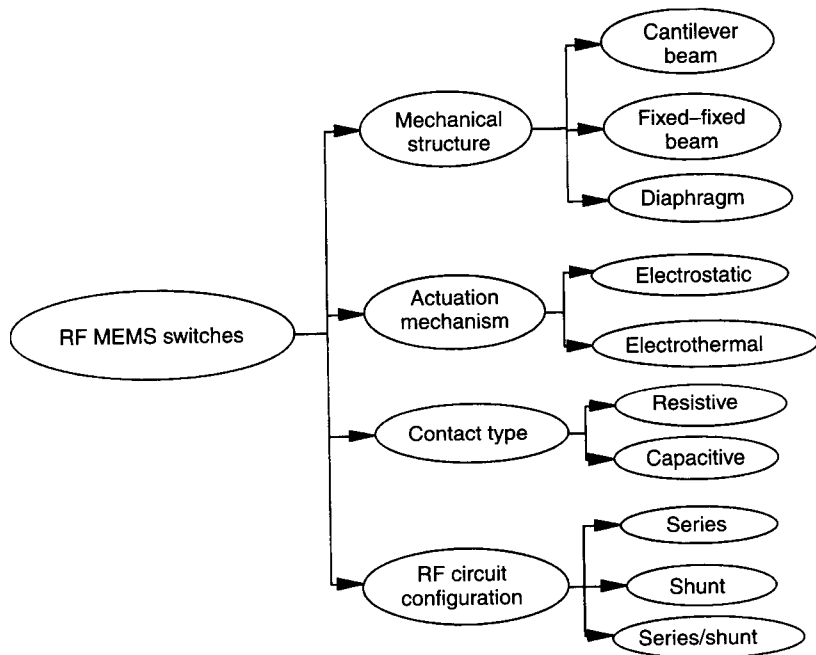 RF MEMS switches
Mechanical
structure
Cantilever
beam
Fixed–fixed
beam
Diaphragm
Actuation
mechanism
Electrostatic
Electrothermal
Contact type
Resistive
Capacitive
RF circuit
configuration
Series
Shunt
Series/shunt